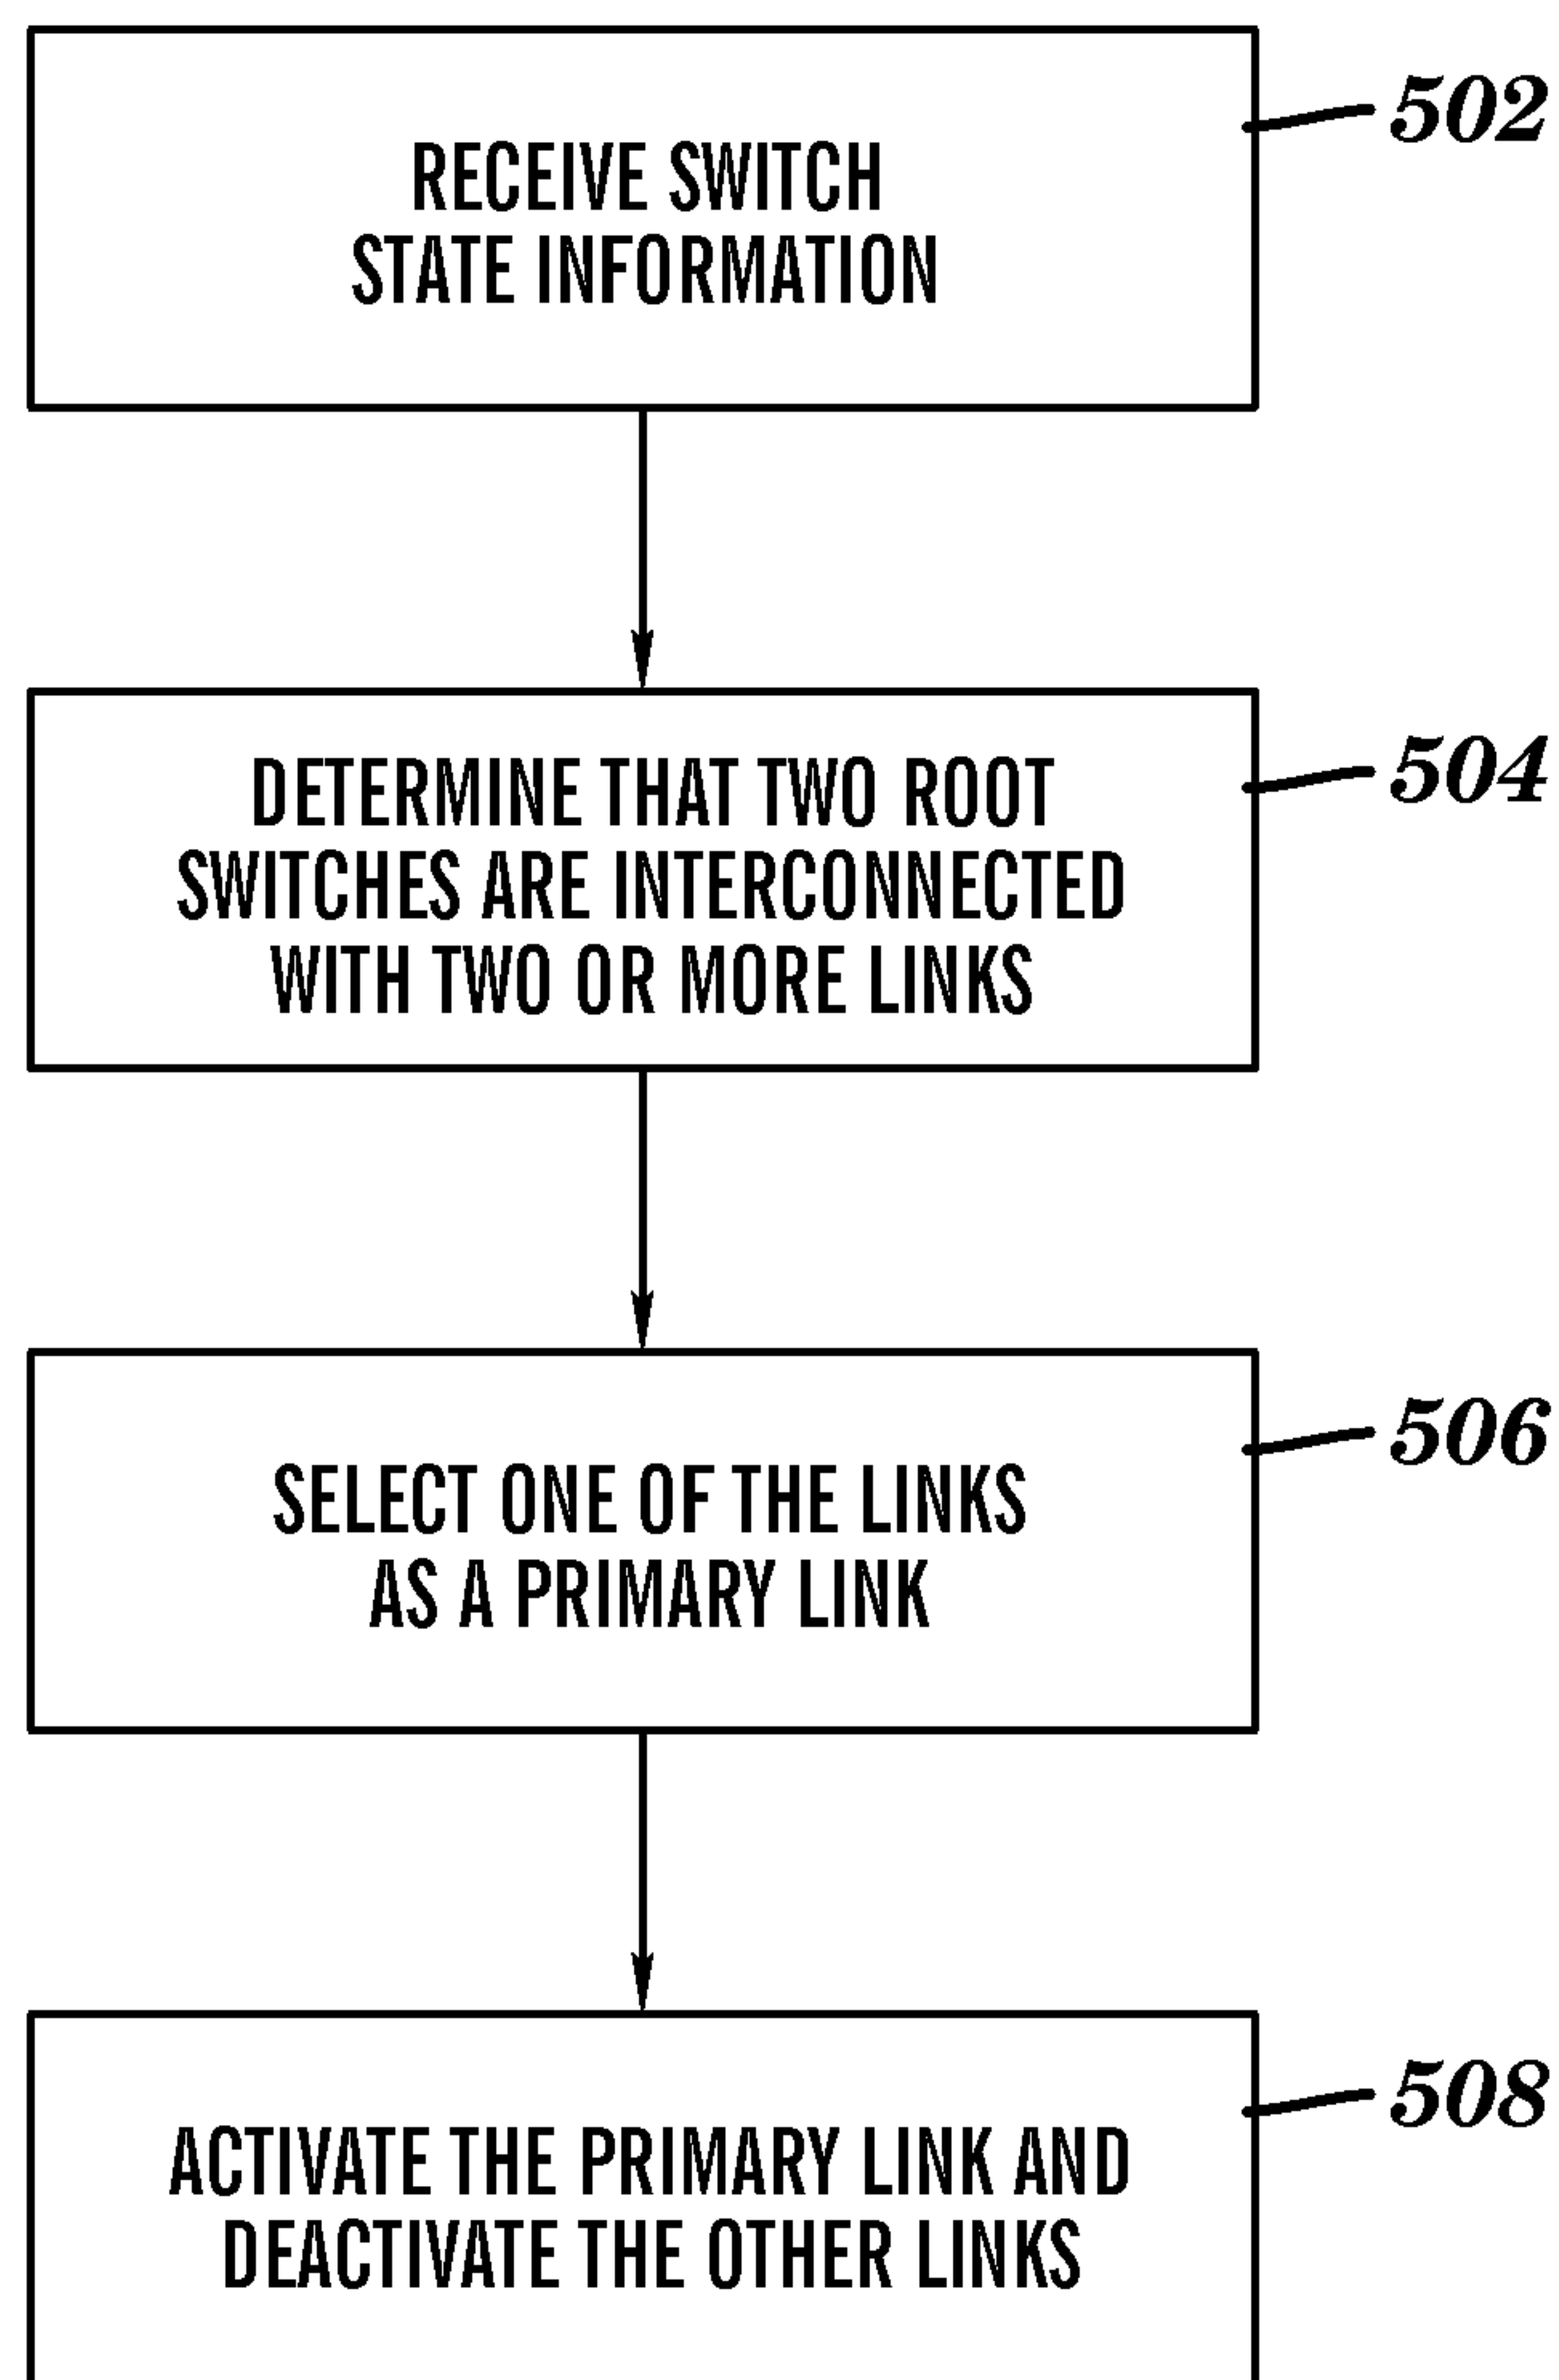 502
RECEIVE SWITCH
STATE INFORMATION
504
DETERMINE THAT TWO ROOT
SWITCHES ARE INTERCONNECTED
WITH TWO OR MORE LINKS
506
SELECT ONE OF THE LINKS
AS A PRIMARY LINK
508
ACTIVATE THE PRIMARY LINK AND
DEACTIVATE THE OTHER LINKS